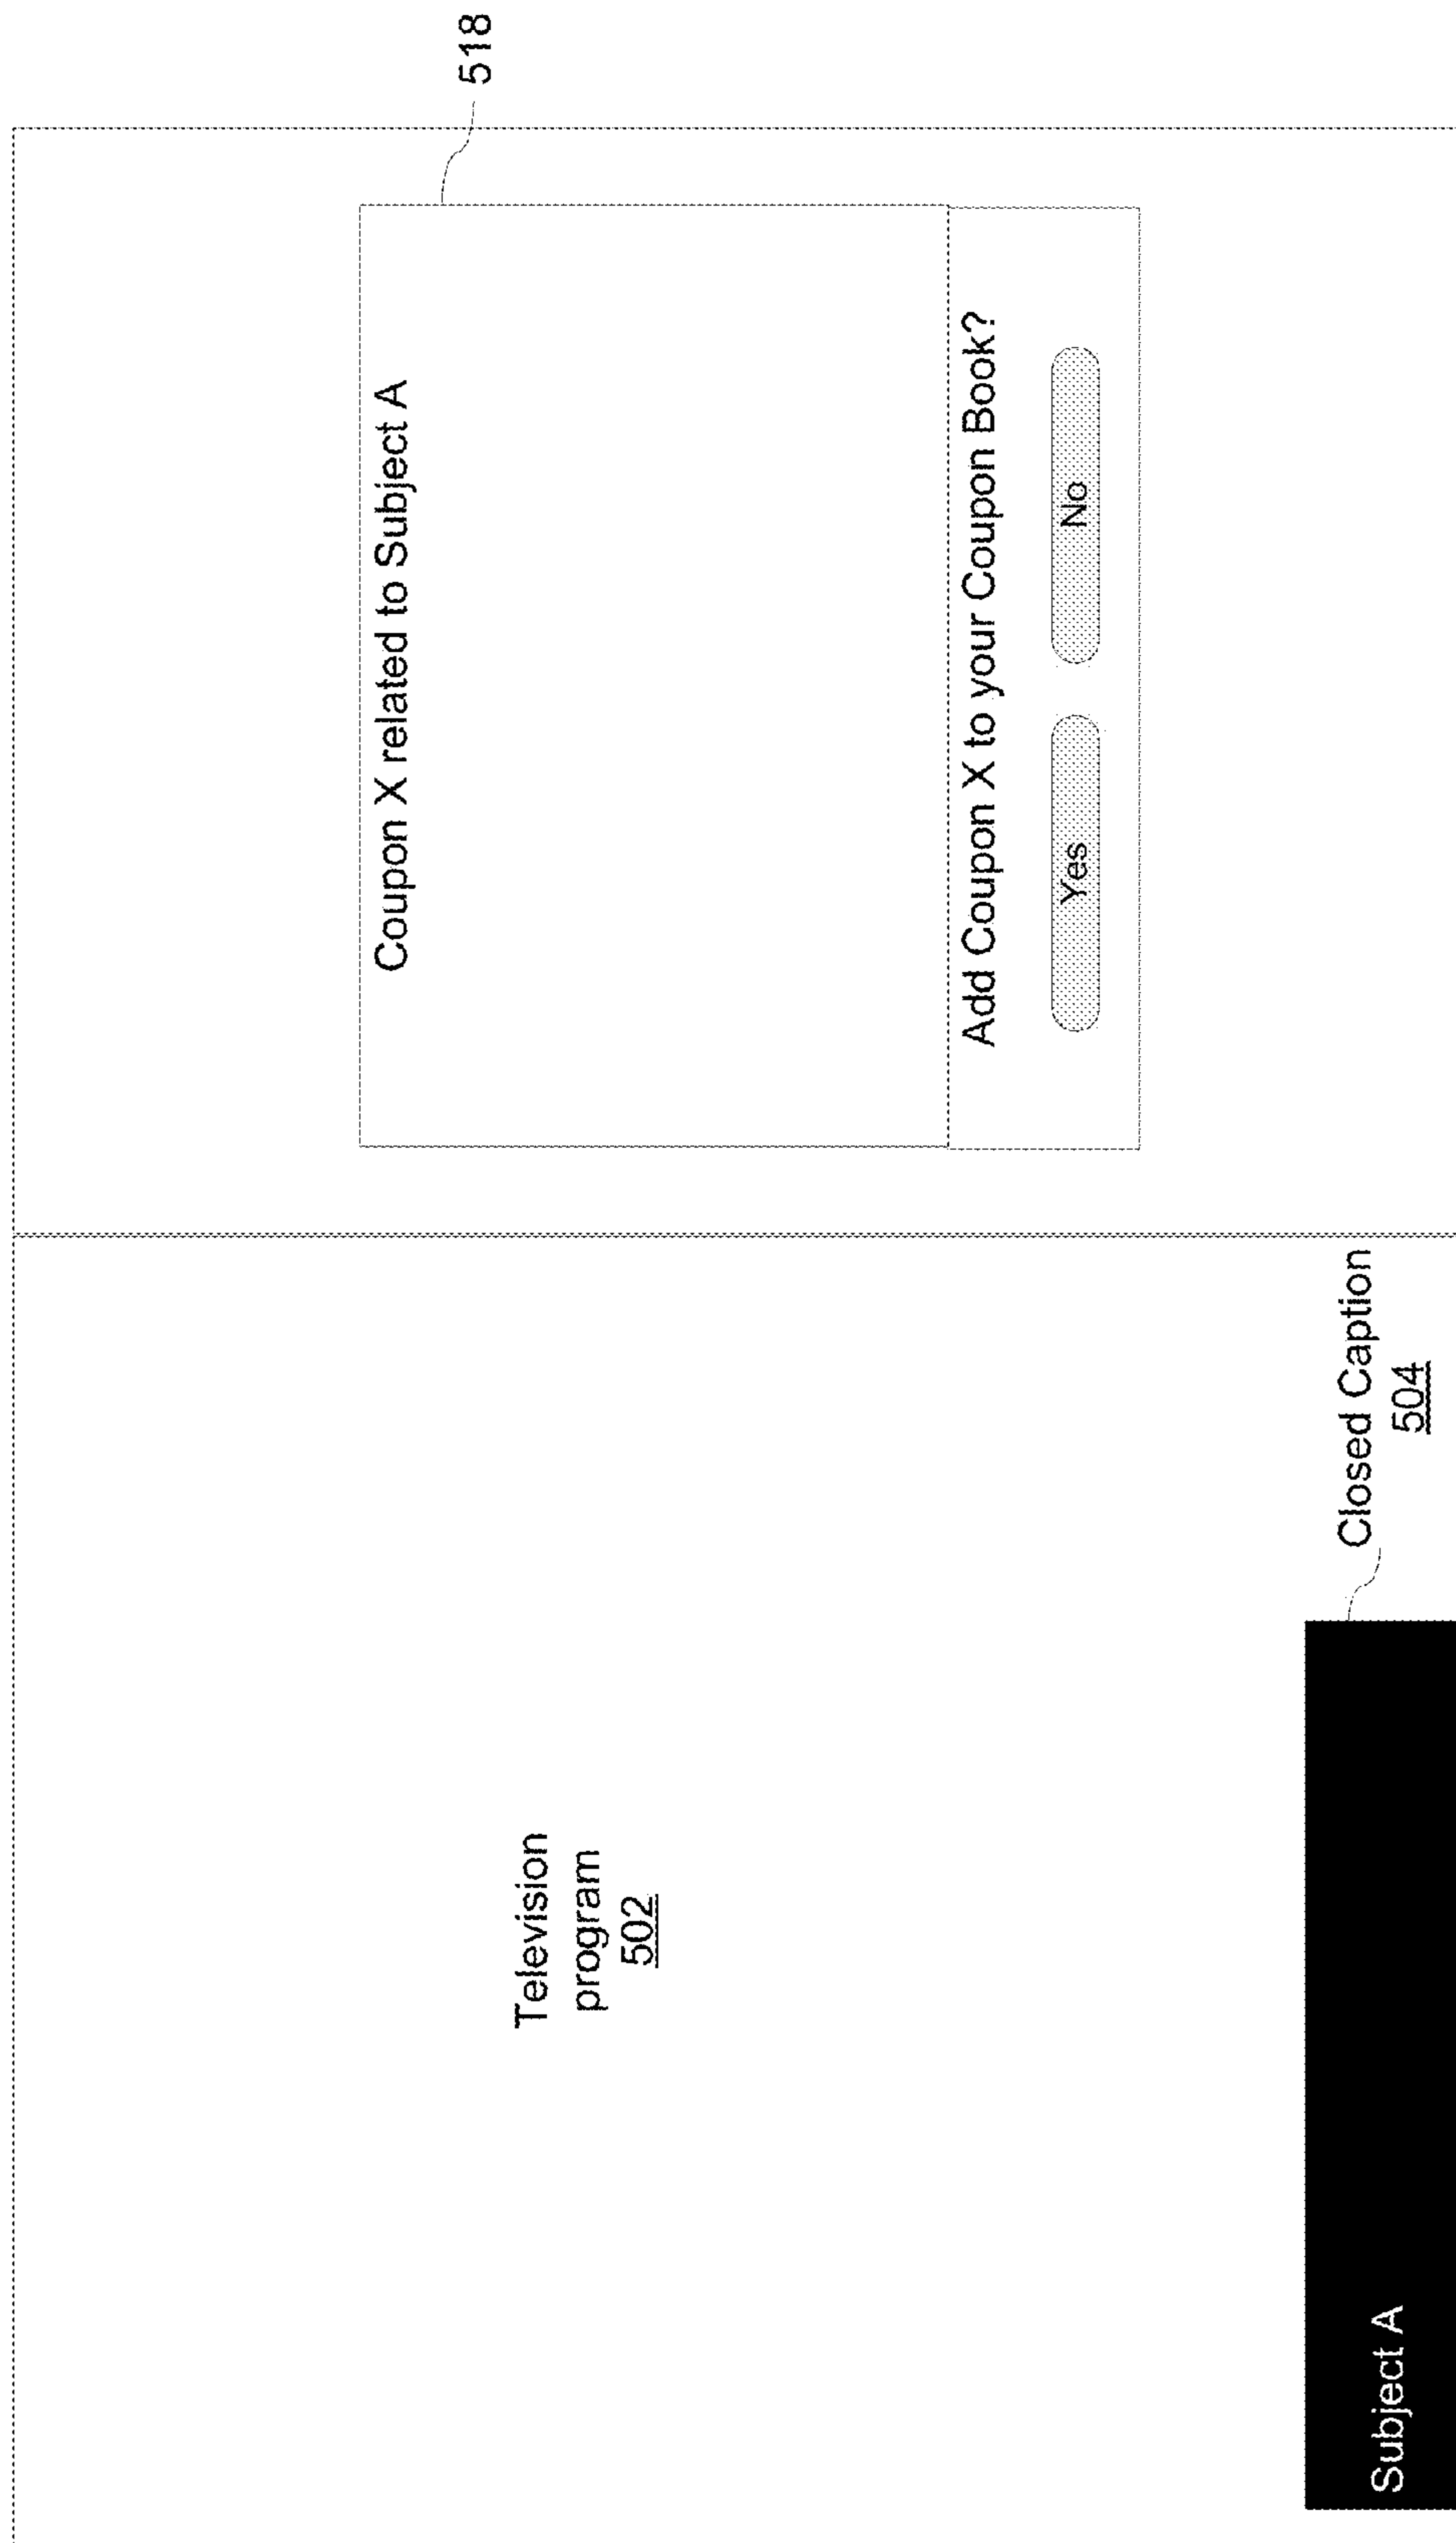 Television
program
502
Subject A
Closed Caption
504
518
Coupon X related to Subject A
Add Coupon X to your Coupon Book?
Yes
No